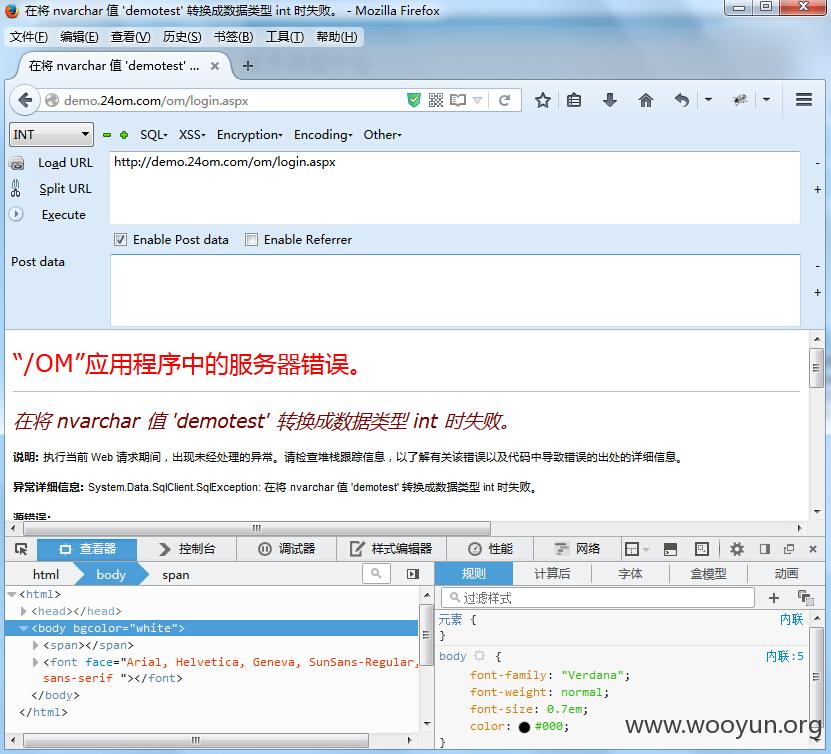 在将 nvarchar 值 'demotest' 转换成数据类型 int 时失败。 - Mozilla Firefox
文件(F) 编辑(E) 查看(V) 历史(S) 书签(B) 工具(T) 帮助(H)
在将 nvarchar 值 'demotest' ...
demo.24om.com/om/login.aspx
INT SQL XSS Encryption Encoding Other
Load URL http://demo.24om.com/om/login.aspx
Split URL
Execute
Enable Post data Enable Referrer
Post data
“/OM”应用程序中的服务器错误。
在将 nvarchar 值 'demotest' 转换成数据类型 int 时失败。
说明: 执行当前 Web 请求期间，出现未经处理的异常。请检查堆栈跟踪信息，以了解有关该错误以及代码中导致错误的出处的详细信息。
异常详细信息: System.Data.SqlClient.SqlException: 在将 nvarchar 值 'demotest' 转换成数据类型 int 时失败。
源错误:
查看器 控制台 调试器 样式编辑器 性能 网络
html body span
规则 计算后 字体 盒模型 动画
过滤样式
<html>
<head></head>
<body bgcolor="white">
<span></span>
<font face="Arial, Helvetica, Geneva, SunSans-Regular,
sans-serif "></font>
</body>
</html>
元素 { 内联
}
body { 内联:5
font-family: "Verdana";
font-weight: normal;
font-size: 0.7em;
color: #000;
}
www.wooyun.org